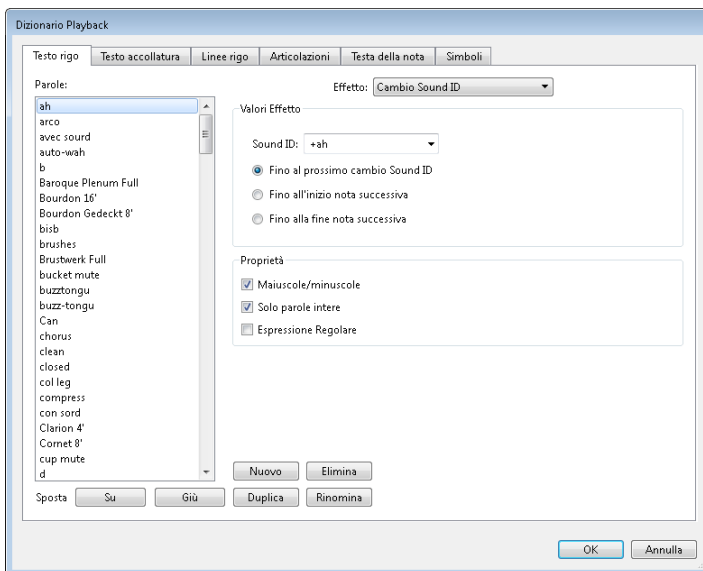 Dizionario Playback
Testo rigo Testo accollatura Linee rigo Articolazioni Testa della nota Simboli
Parole:
ah
arco
avec sourd
auto-wah
b
Baroque Plenum Full
Bourdon 16'
Bourdon Gedeckt 8'
bisb
brushes
Brustwerk Full
bucket mute
buzztongu
buzz-tongu
Can
chorus
clean
closed
col leg
compress
con sord
Clarion 4'
Cornet 8'
cup mute
d
Sposta Su Giù
Effetto: Cambio Sound ID
Valori Effetto
Sound ID: +ah
Fino al prossimo cambio Sound ID
Fino all'inizio nota successiva
Fino alla fine nota successiva
Proprietà
Maiuscole/minuscole
Solo parole intere
Espressione Regolare
Nuovo Elimina
Duplica Rinomina
OK Annulla